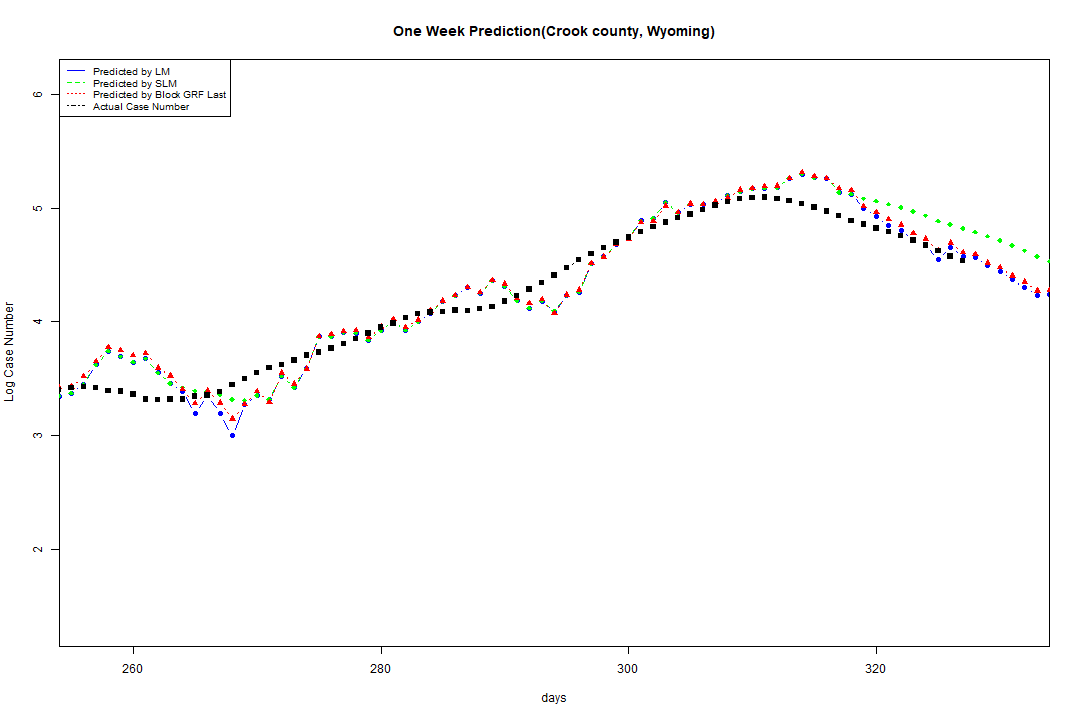 One Week Prediction(Crook county, Wyoming)
Predicted by LM
Predicted by SLM
Predicted by Block GRF Last
Actual Case Number
6
5
4
3
2
Log Case Number
260 280 300 320
days